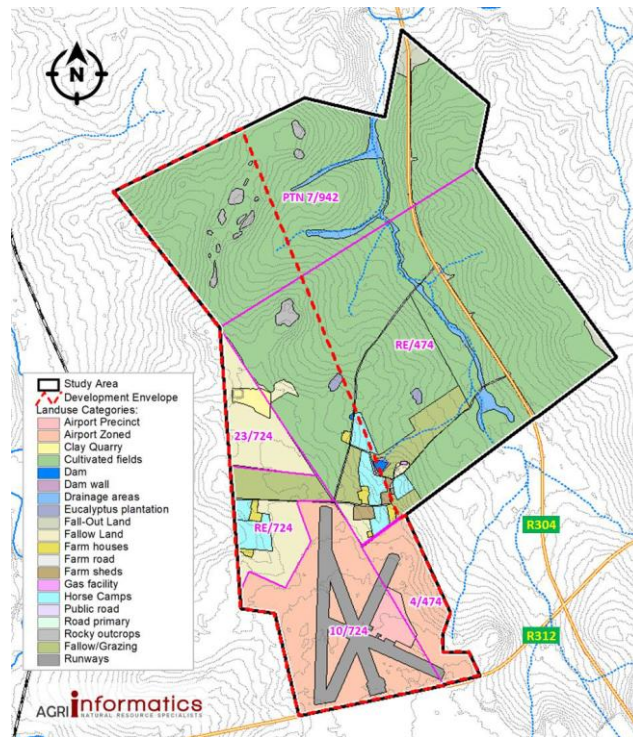 N
PTN 7/942
RE/474
23/724
RE/724
4/474
10/724
R304
R312
Study Area
Development Envelope
Landuse Categories:
Airport Precinct
Airport Zoned
Clay Quarry
Cultivated fields
Dam
Dam wall
Drainage areas
Eucalyptus plantation
Fall-Out Land
Fallow Land
Farm houses
Farm road
Farm sheds
Gas facility
Horse Camps
Public road
Road primary
Rocky outcrops
Fallow/Grazing
Runways
AGRI informatics
NATURAL RESOURCE SPECIALISTS